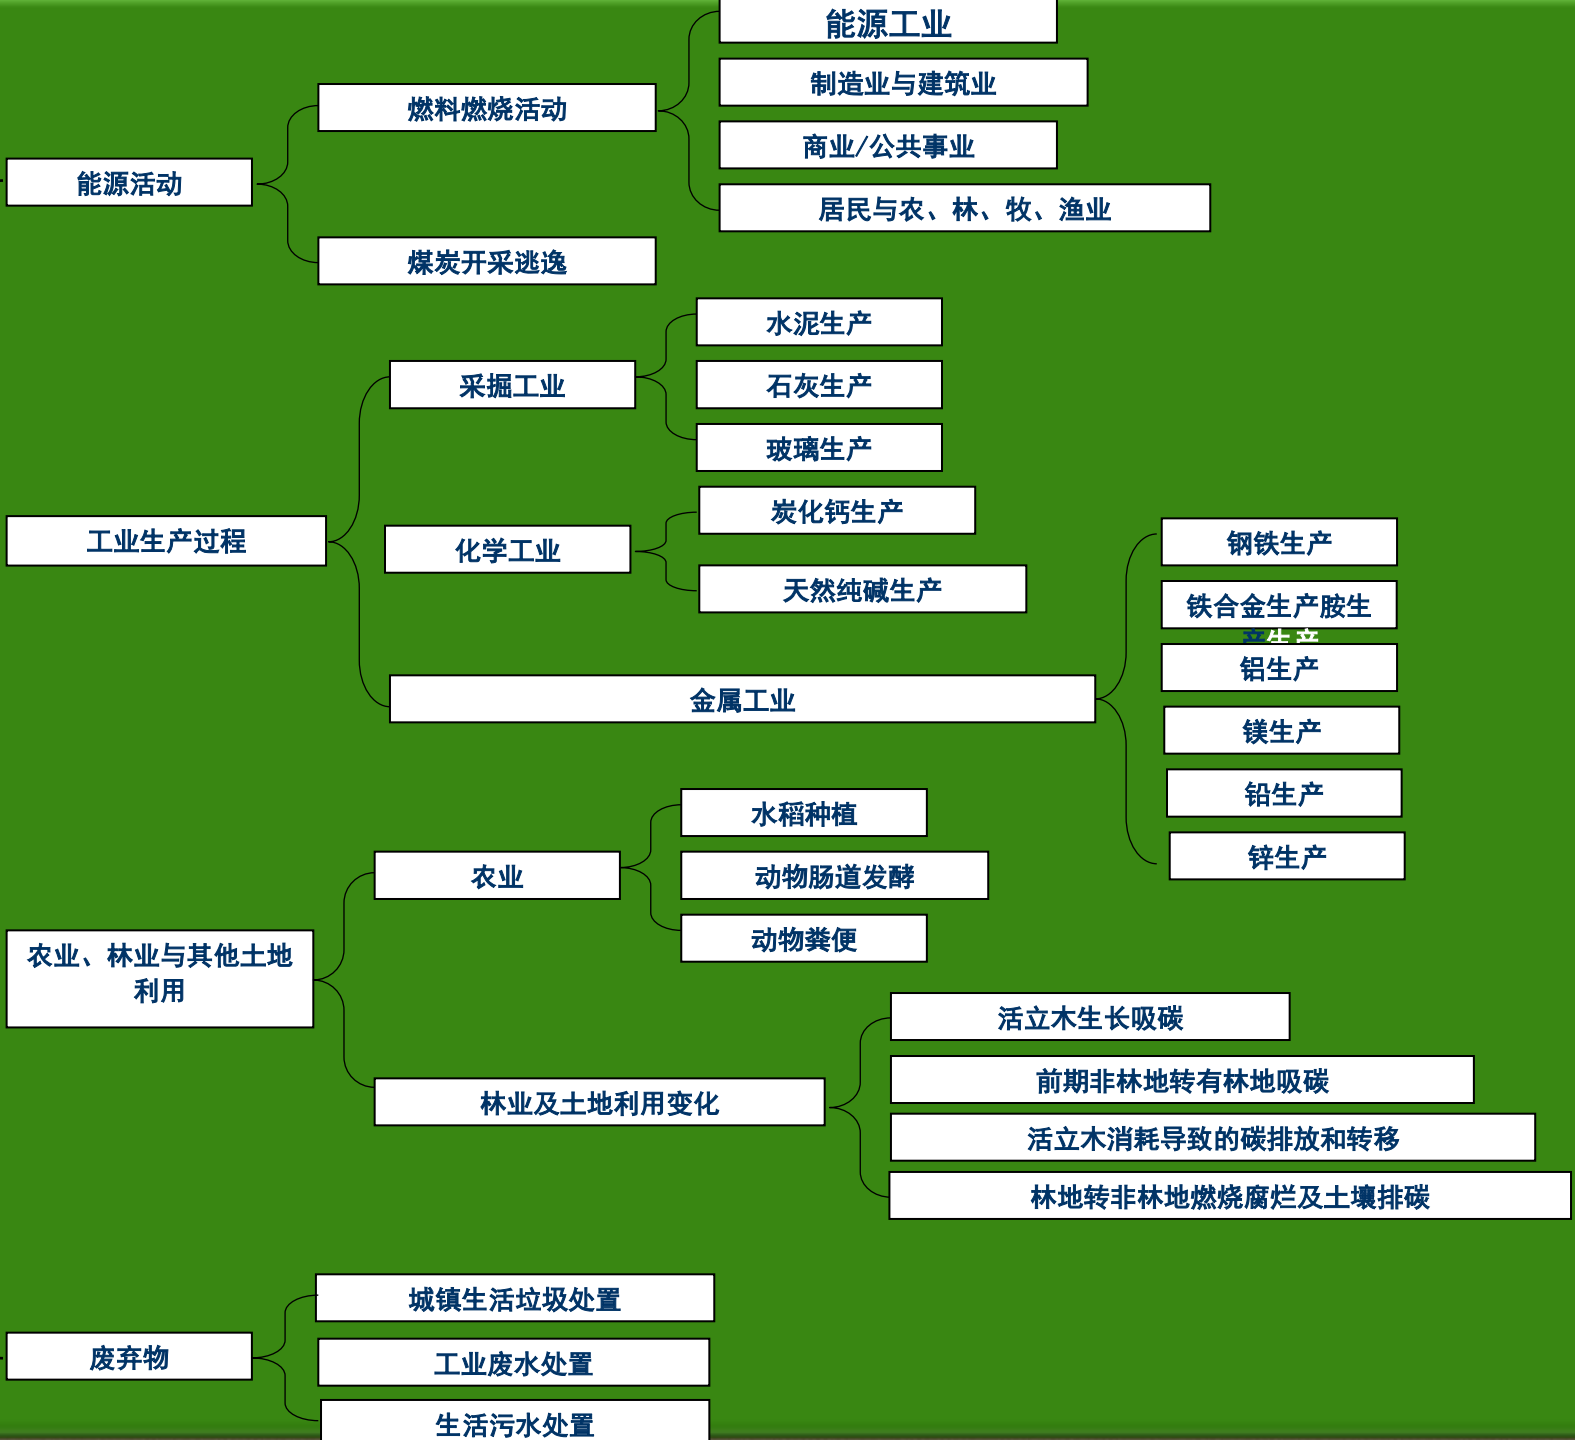 能源工业
制造业与建筑业
燃料燃烧活动
商业/公共事业
能源活动
居民与农、林、牧、渔业
煤炭开采逃逸
水泥生产
采掘工业
石灰生产
玻璃生产
炭化钙生产
工业生产过程
化学工业
钢铁生产
天然纯碱生产
铁合金生产胺生
产生产
铝生产
金属工业
镁生产
铅生产
水稻种植
锌生产
农业
动物肠道发酵
动物粪便
农业、林业与其他土地
利用
活立木生长吸碳
前期非林地转有林地吸碳
林业及土地利用变化
活立木消耗导致的碳排放和转移
林地转非林地燃烧腐烂及土壤排碳
城镇生活垃圾处置
废弃物
工业废水处置
生活污水处置